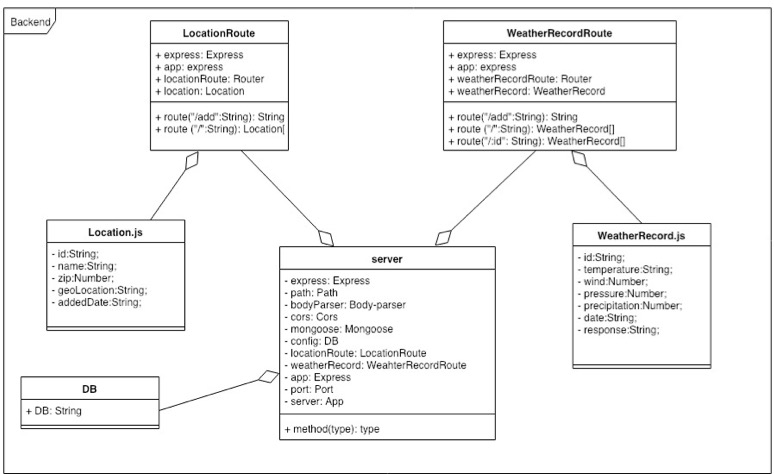 Backend
LocationRoute
+ express: Express
+ app: express
+ locationRoute: Router
+ location: Location
+ route("/add":String): String
+ route ("/":String): Location[
WeatherRecordRoute
+ express: Express
+ app: express
+ weatherRecordRoute: Router
+ weatherRecord: WeatherRecord
+ route("/add":String): String
+ route ("/":String): WeatherRecord[]
+ route("/:id": String): WeatherRecord[]
Location.js
- id:String;
- name:String;
- zip:Number;
- geoLocation:String;
- addedDate:String;
server
- express: Express
- path: Path
- bodyParser: Body-parser
- cors: Cors
- mongoose: Mongoose
- config: DB
- locationRoute: LocationRoute
- weatherRecord: WeahterRecordRoute
- app: Express
- port: Port
- server: App
+ method(type): type
WeatherRecord.js
- id:String;
- temperature:String;
- wind:Number;
- pressure:Number;
- precipitation:Number;
- date:String;
- response:String;
DB
+ DB: String